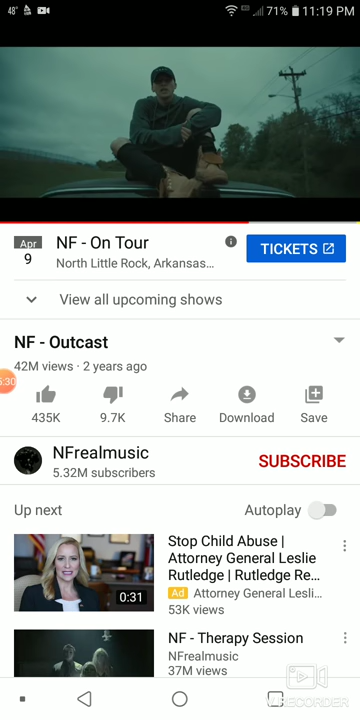 48°
71% 11:19 PM
Apr
9
NF - On Tour
North Little Rock, Arkansas...
TICKETS
View all upcoming shows
NF - Outcast
42M views · 2 years ago
5:30
435K
9.7K
Share
Download
Save
NFrealmusic
5.32M subscribers
SUBSCRIBE
Up next
Autoplay
0:31
Stop Child Abuse |
Attorney General Leslie
Rutledge | Rutledge Re...
Ad Attorney General Lesli...
53K views
NF - Therapy Session
NFrealmusic
37M views
V RECORDER